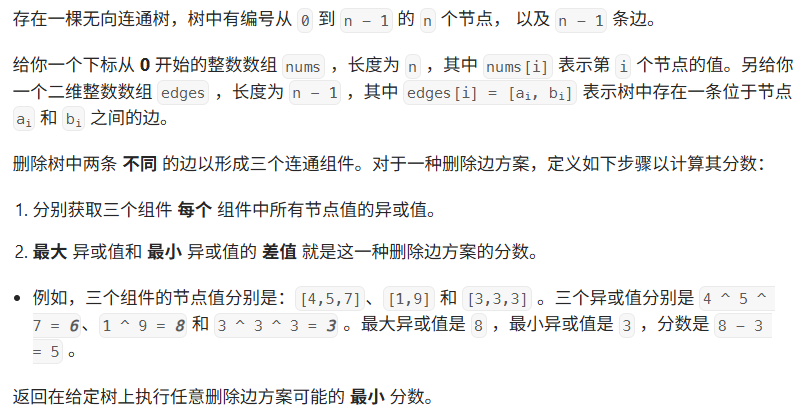 存在一棵无向连通树，树中有编号从 0 到 n - 1 的 n 个节点， 以及 n - 1 条边。
给你一个下标从 0 开始的整数数组 nums ，长度为 n ，其中 nums[i] 表示第 i 个节点的值。另给你
一个二维整数数组 edges ，长度为 n - 1 ，其中 edges[i] = [aᵢ, bᵢ] 表示树中存在一条位于节点
aᵢ 和 bᵢ 之间的边。
删除树中两条 不同 的边以形成三个连通组件。对于一种删除边方案，定义如下步骤以计算其分数：
1. 分别获取三个组件 每个 组件中所有节点值的异或值。
2. 最大 异或值和 最小 异或值的 差值 就是这一种删除边方案的分数。
• 例如，三个组件的节点值分别是：[4,5,7]、[1,9] 和 [3,3,3] 。三个异或值分别是 4 ^ 5 ^
7 = 6、1 ^ 9 = 8 和 3 ^ 3 ^ 3 = 3 。最大异或值是 8 ，最小异或值是 3 ，分数是 8 - 3
= 5 。
返回在给定树上执行任意删除边方案可能的 最小 分数。